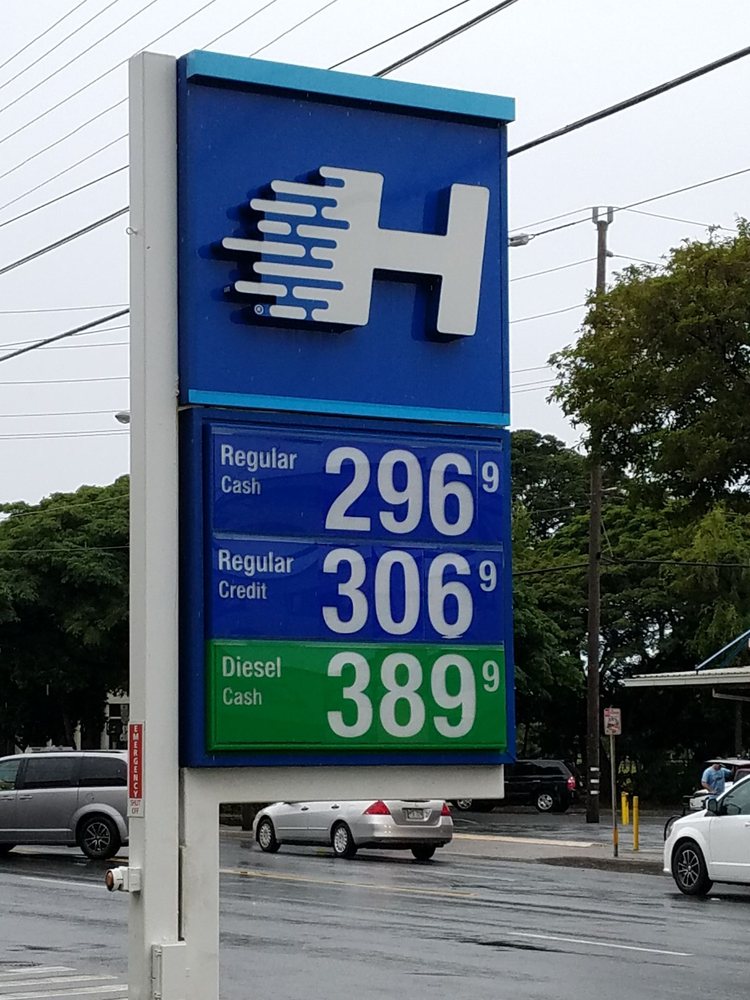 H
®
Regular
Cash
296 9
Regular
Credit
306 9
Diesel
Cash
389 9
EMERGENCY
SHUT
OFF